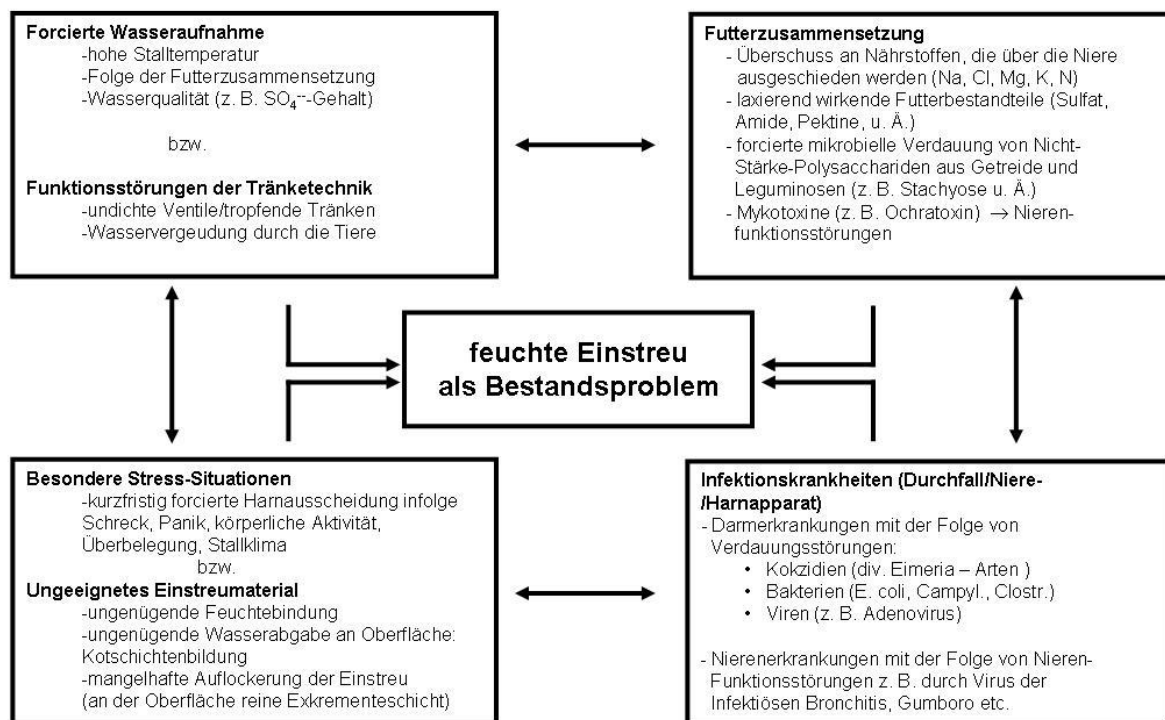 Forcierte Wasseraufnahme
-hohe Stalltemperatur
-Folge der Futterzusammensetzung
-Wasserqualität (z. B. SO₄⁻⁻-Gehalt)
bzw.
Funktionsstörungen der Tränketechnik
-undichte Ventile/tropfende Tränken
-Wasservergeudung durch die Tiere
Futterzusammensetzung
- Überschuss an Nährstoffen, die über die Niere
ausgeschieden werden (Na, Cl, Mg, K, N)
- laxierend wirkende Futterbestandteile (Sulfat,
Amide, Pektine, u. Ä.)
- forcierte mikrobielle Verdauung von Nicht-
Stärke-Polysacchariden aus Getreide und
Leguminosen (z. B. Stachyose u. Ä.)
- Mykotoxine (z. B. Ochratoxin) → Nieren-
funktionsstörungen
feuchte Einstreu
als Bestandsproblem
Besondere Stress-Situationen
-kurzfristig forcierte Harnausscheidung infolge
Schreck, Panik, körperliche Aktivität,
Überbelegung, Stallklima
bzw.
Ungeeignetes Einstreumaterial
-ungenügende Feuchtebindung
-ungenügende Wasserabgabe an Oberfläche:
Kotschichtenbildung
-mangelhafte Auflockerung der Einstreu
(an der Oberfläche reine Exkrementeschicht)
Infektionskrankheiten (Durchfall/Niere-
/Harnapparat)
- Darmerkrankungen mit der Folge von
Verdauungsstörungen:
• Kokzidien (div. Eimeria – Arten )
• Bakterien (E. coli, Campyl., Clostr.)
• Viren (z. B. Adenovirus)
- Nierenerkrankungen mit der Folge von Nieren-
Funktionsstörungen z. B. durch Virus der
Infektiösen Bronchitis, Gumboro etc.